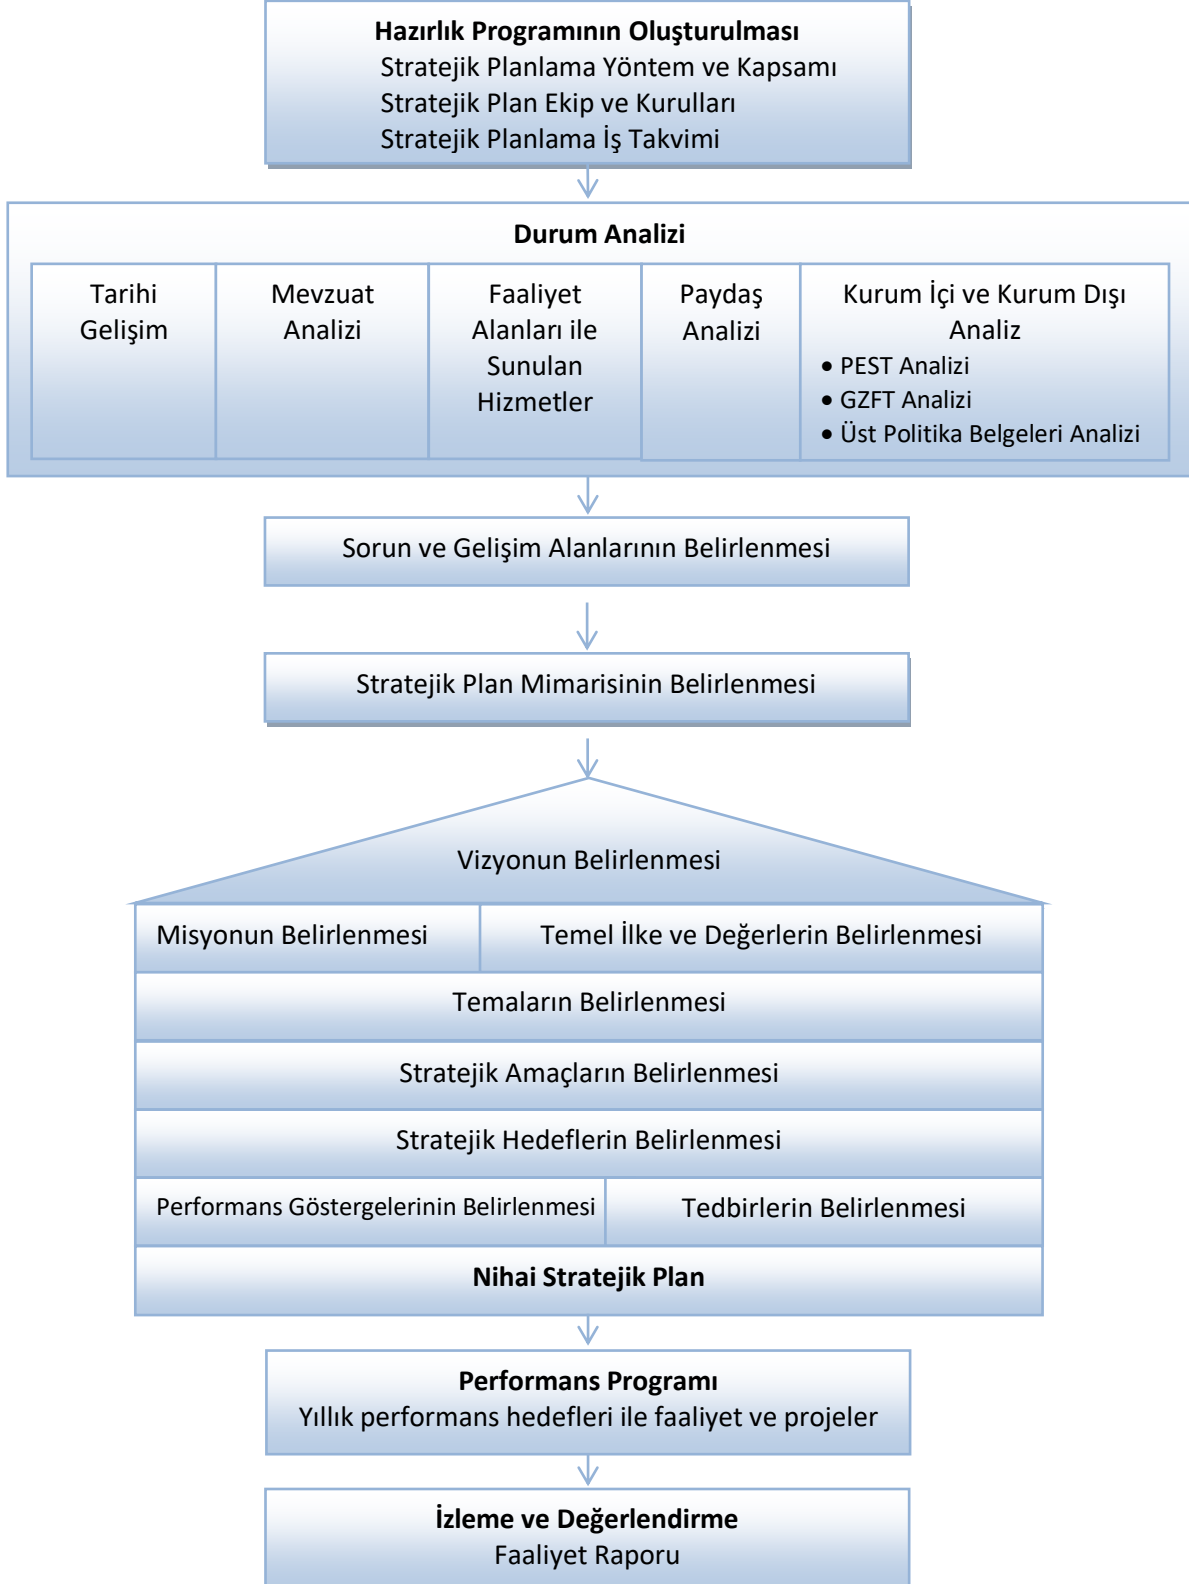 Hazırlık Programının Oluşturulması
Stratejik Planlama Yöntem ve Kapsamı
Stratejik Plan Ekip ve Kurulları
Stratejik Planlama İş Takvimi
Durum Analizi
Tarihi
Gelişim
Mevzuat
Analizi
Faaliyet
Alanları ile
Sunulan
Hizmetler
Paydaş
Analizi
Kurum İçi ve Kurum Dışı
Analiz
• PEST Analizi
• GZFT Analizi
• Üst Politika Belgeleri Analizi
Sorun ve Gelişim Alanlarının Belirlenmesi
Stratejik Plan Mimarisinin Belirlenmesi
Vizyonun Belirlenmesi
Misyonun Belirlenmesi
Temel İlke ve Değerlerin Belirlenmesi
Temaların Belirlenmesi
Stratejik Amaçların Belirlenmesi
Stratejik Hedeflerin Belirlenmesi
Performans Göstergelerinin Belirlenmesi
Tedbirlerin Belirlenmesi
Nihai Stratejik Plan
Performans Programı
Yıllık performans hedefleri ile faaliyet ve projeler
İzleme ve Değerlendirme
Faaliyet Raporu